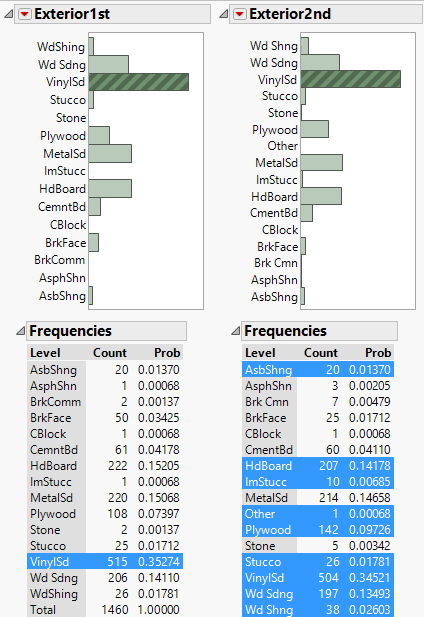 Exterior1st
WdShing
Wd Sdng
VinylSd
Stucco
Stone
Plywood
MetalSd
ImStucc
HdBoard
CemntBd
CBlock
BrkFace
BrkComm
AsphShn
AsbShng
Frequencies
Level Count Prob
AsbShng 20 0.01370
AsphShn 1 0.00068
BrkComm 2 0.00137
BrkFace 50 0.03425
CBlock 1 0.00068
CemntBd 61 0.04178
HdBoard 222 0.15205
ImStucc 1 0.00068
MetalSd 220 0.15068
Plywood 108 0.07397
Stone 2 0.00137
Stucco 25 0.01712
VinylSd 515 0.35274
Wd Sdng 206 0.14110
WdShing 26 0.01781
Total 1460 1.00000
Exterior2nd
Wd Shng
Wd Sdng
VinylSd
Stucco
Stone
Plywood
Other
MetalSd
ImStucc
HdBoard
CmentBd
CBlock
BrkFace
Brk Cmn
AsphShn
AsbShng
Frequencies
Level Count Prob
AsbShng 20 0.01370
AsphShn 3 0.00205
Brk Cmn 7 0.00479
BrkFace 25 0.01712
CBlock 1 0.00068
CmentBd 60 0.04110
HdBoard 207 0.14178
ImStucc 10 0.00685
MetalSd 214 0.14658
Other 1 0.00068
Plywood 142 0.09726
Stone 5 0.00342
Stucco 26 0.01781
VinylSd 504 0.34521
Wd Sdng 197 0.13493
Wd Shng 38 0.02603